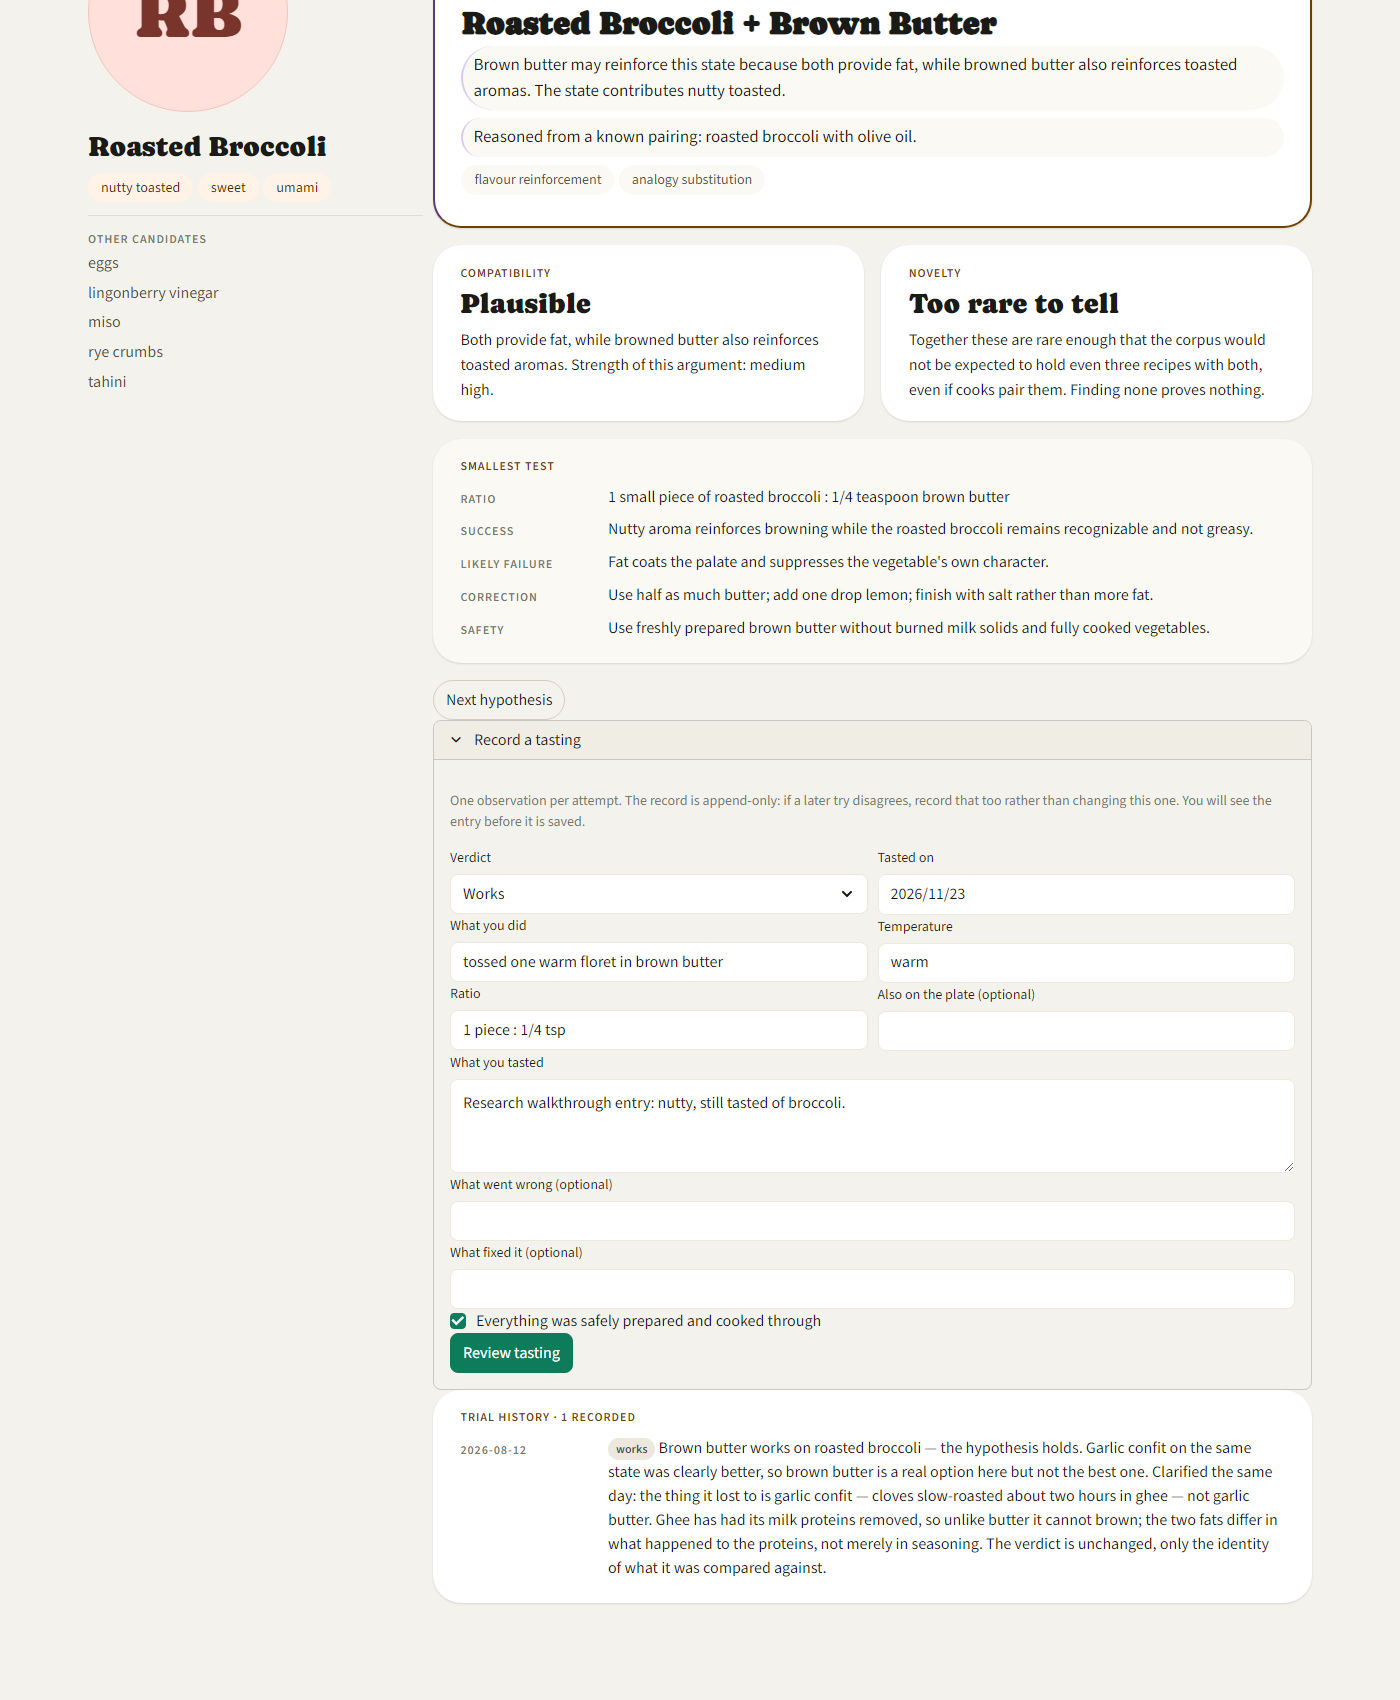 RB
Roasted Broccoli
nutty toasted
sweet
umami
OTHER CANDIDATES
eggs
lingonberry vinegar
miso
rye crumbs
tahini
Roasted Broccoli + Brown Butter
Brown butter may reinforce this state because both provide fat, while browned butter also reinforces toasted
aromas. The state contributes nutty toasted.
Reasoned from a known pairing: roasted broccoli with olive oil.
flavour reinforcement
analogy substitution
COMPATIBILITY
Plausible
Both provide fat, while browned butter also reinforces
toasted aromas. Strength of this argument: medium
high.
NOVELTY
Too rare to tell
Together these are rare enough that the corpus would
not be expected to hold even three recipes with both,
even if cooks pair them. Finding none proves nothing.
SMALLEST TEST
RATIO
1 small piece of roasted broccoli : 1/4 teaspoon brown butter
SUCCESS
Nutty aroma reinforces browning while the roasted broccoli remains recognizable and not greasy.
LIKELY FAILURE
Fat coats the palate and suppresses the vegetable's own character.
CORRECTION
Use half as much butter; add one drop lemon; finish with salt rather than more fat.
SAFETY
Use freshly prepared brown butter without burned milk solids and fully cooked vegetables.
Next hypothesis
Record a tasting
One observation per attempt. The record is append-only: if a later try disagrees, record that too rather than changing this one. You will see the
entry before it is saved.
Verdict
Works
Tasted on
2026/11/23
What you did
tossed one warm floret in brown butter
Temperature
warm
Ratio
1 piece : 1/4 tsp
Also on the plate (optional)
What you tasted
Research walkthrough entry: nutty, still tasted of broccoli.
What went wrong (optional)
What fixed it (optional)
Everything was safely prepared and cooked through
Review tasting
TRIAL HISTORY · 1 RECORDED
2026-08-12
works Brown butter works on roasted broccoli — the hypothesis holds. Garlic confit on the same
state was clearly better, so brown butter is a real option here but not the best one. Clarified the same
day: the thing it lost to is garlic confit — cloves slow-roasted about two hours in ghee — not garlic
butter. Ghee has had its milk proteins removed, so unlike butter it cannot brown; the two fats differ in
what happened to the proteins, not merely in seasoning. The verdict is unchanged, only the identity
of what it was compared against.